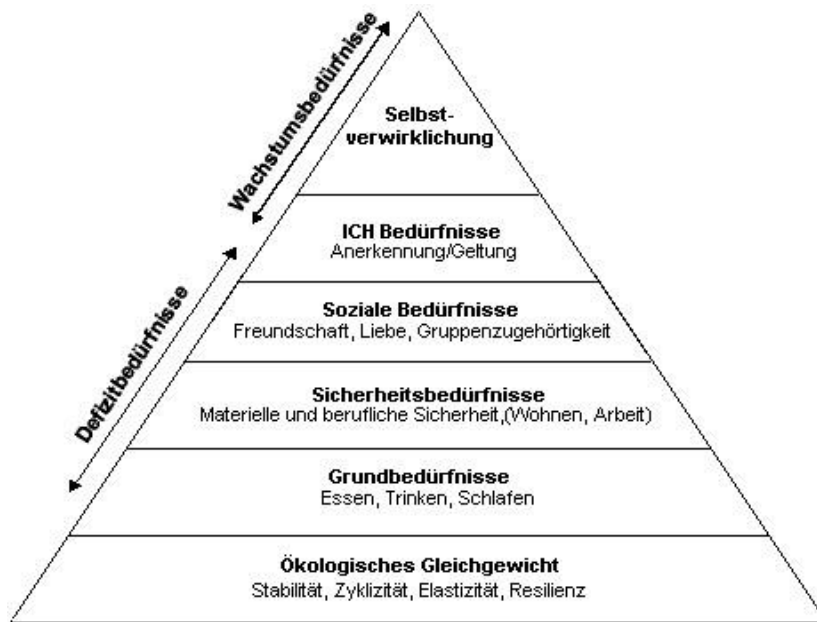 Wachstumsbedürfnisse
Defizitbedürfnisse
Selbst-
verwirklichung
ICH Bedürfnisse
Anerkennung/Geltung
Soziale Bedürfnisse
Freundschaft, Liebe, Gruppenzugehörtigkeit
Sicherheitsbedürfnisse
Materielle und berufliche Sicherheit,(Wohnen, Arbeit)
Grundbedürfnisse
Essen, Trinken, Schlafen
Ökologisches Gleichgewicht
Stabilität, Zyklizität, Elastizität, Resilienz